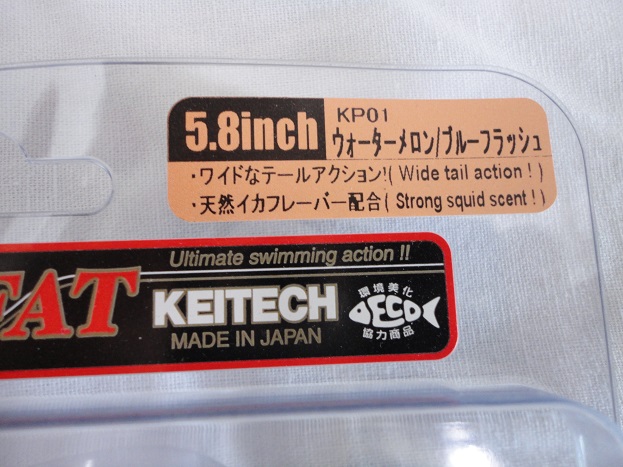 5.8inch
KP01
ウォーターメロン/ブルーフラッシュ
・ワイドなテールアクション!( Wide tail action ! )
・天然イカフレーバー配合( Strong squid scent ! )
Ultimate swimming action !!
FAT
KEITECH
MADE IN JAPAN
環境美化
ECO
協力商品